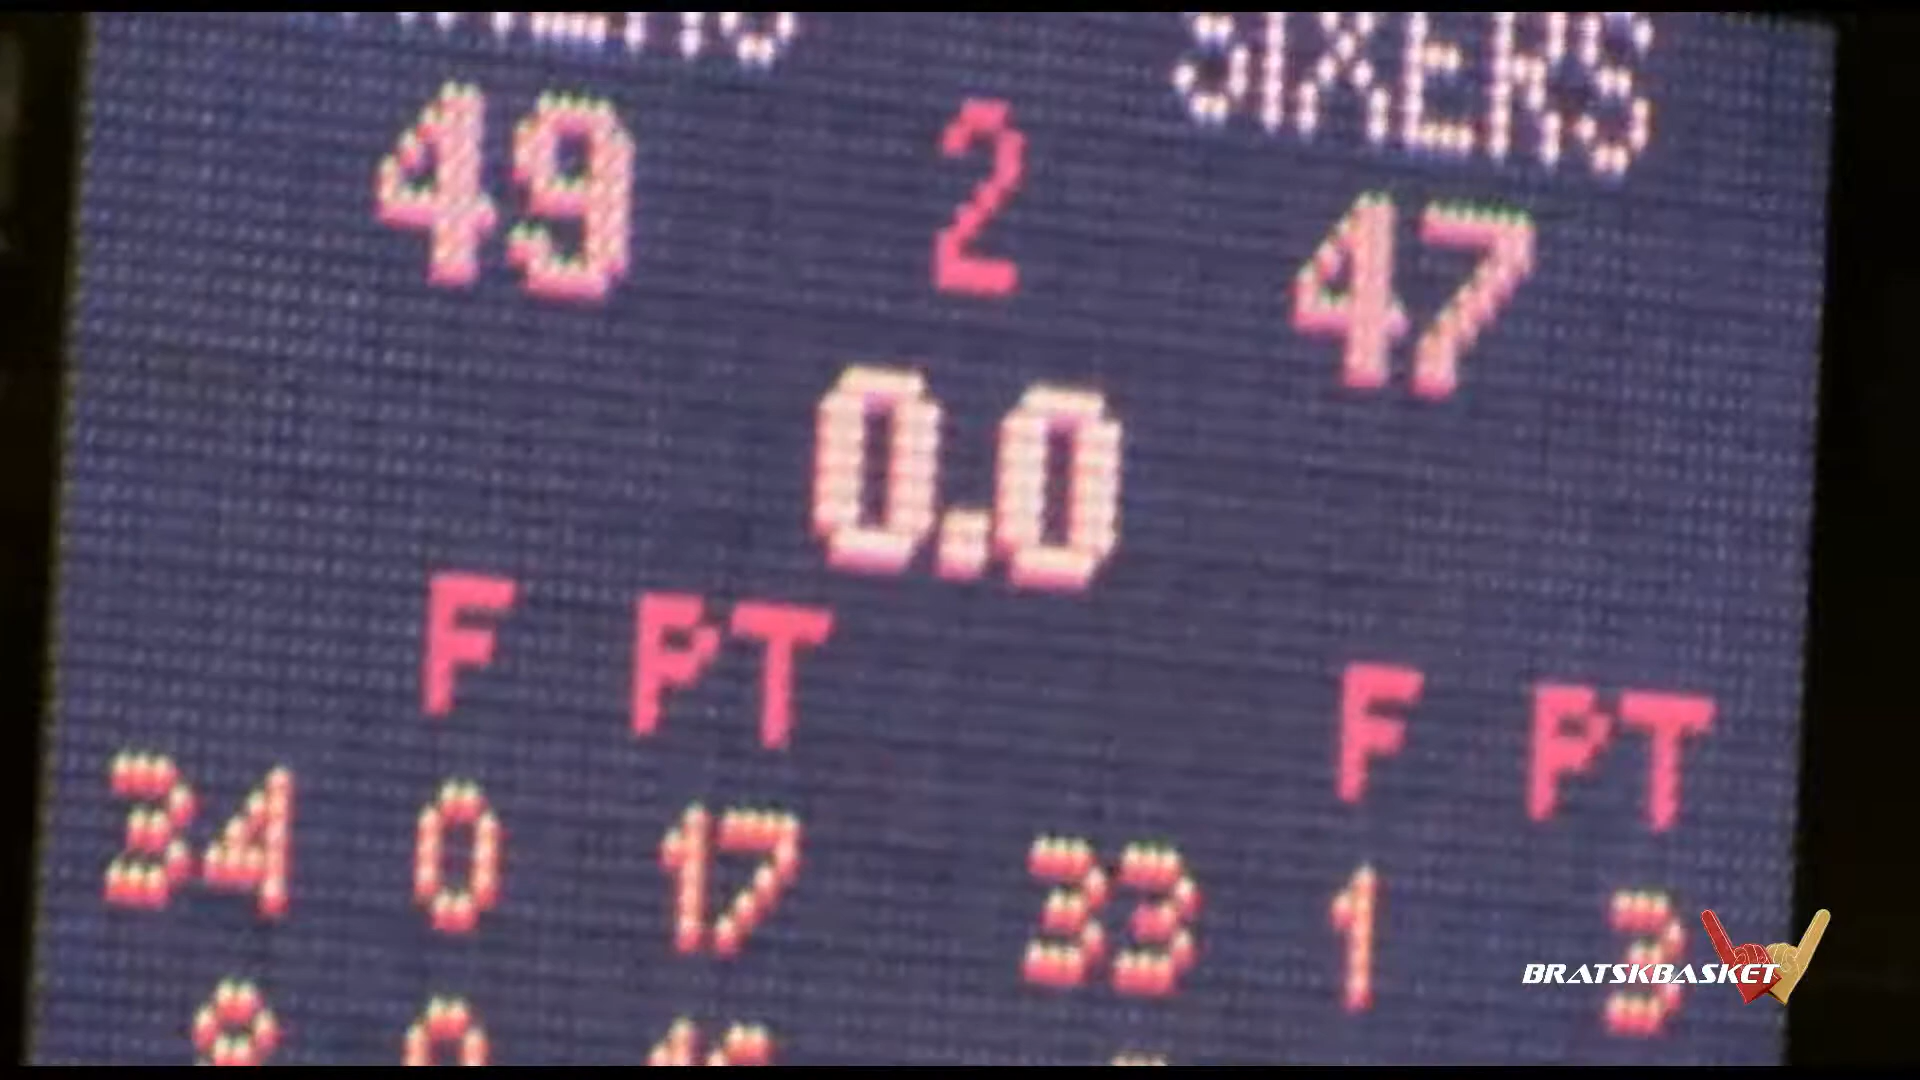 SIXERS
49 2 47
0.0
F PT F PT
34 0 17 33 1 3
BRATSKBASKET